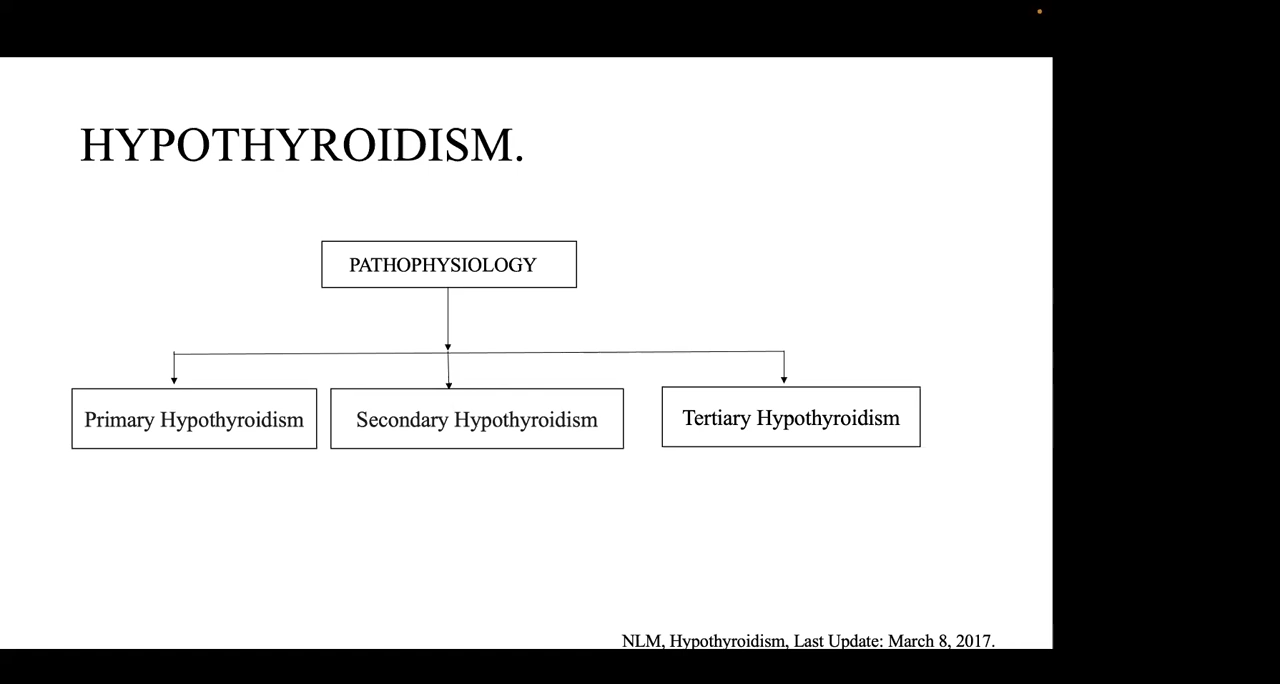 HYPOTHYROIDISM.
PATHOPHYSIOLOGY
Primary Hypothyroidism
Secondary Hypothyroidism
Tertiary Hypothyroidism
NLM, Hypothyroidism, Last Update: March 8, 2017.